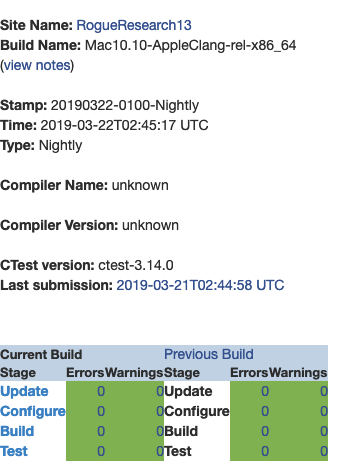 Site Name: RogueResearch13
Build Name: Mac10.10-AppleClang-rel-x86_64
(view notes)
Stamp: 20190322-0100-Nightly
Time: 2019-03-22T02:45:17 UTC
Type: Nightly
Compiler Name: unknown
Compiler Version: unknown
CTest version: ctest-3.14.0
Last submission: 2019-03-21T02:44:58 UTC
Current Build Previous Build
Stage Errors Warnings Stage Errors Warnings
Update 0 0 Update 0 0
Configure 0 0 Configure 0 0
Build 0 0 Build 0 0
Test 0 0 Test 0 0